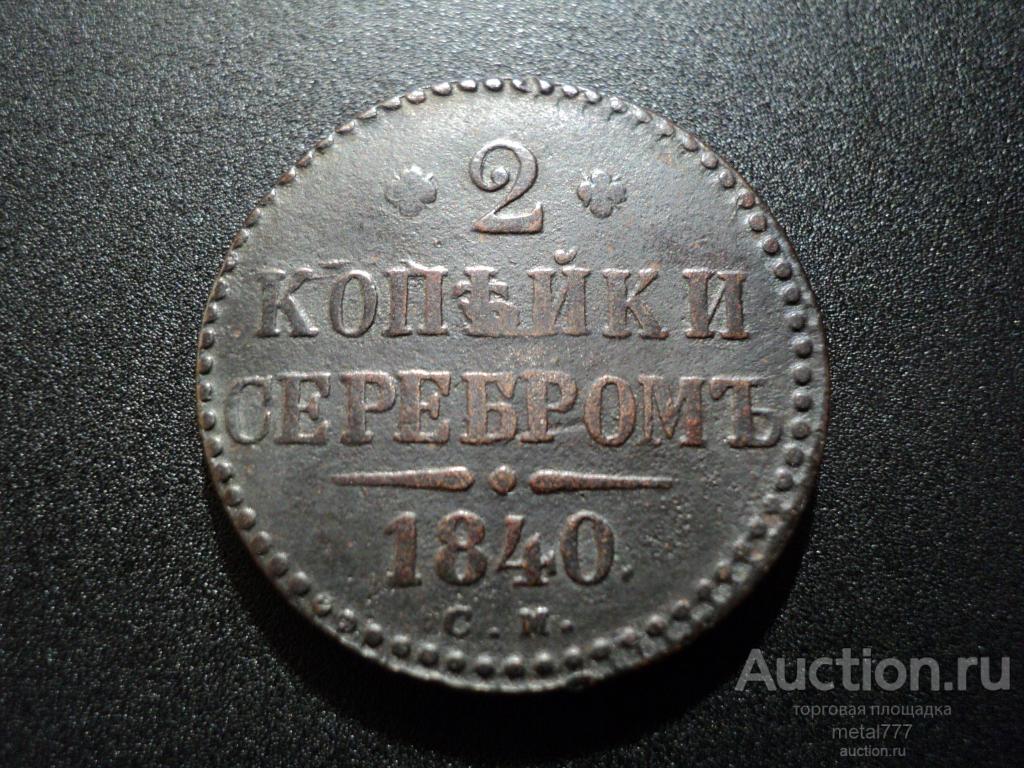 2
КОПѢЙКИ
СЕРЕБРОМЪ
1840.
С.М.
Auction.ru
торговая площадка
metal777
auction.ru